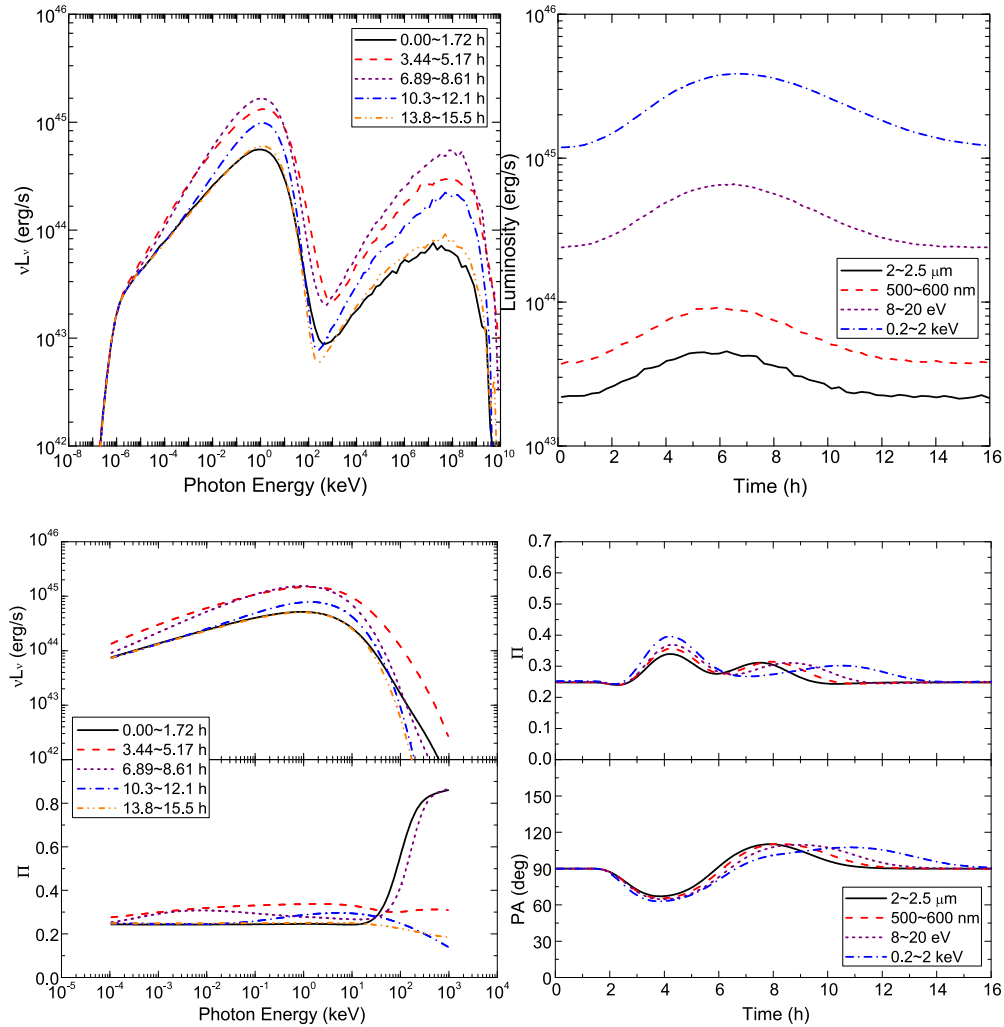 10^46
10^45
10^44
10^43
10^42
νL_ν (erg/s)
10^-8 10^-6 10^-4 10^-2 10^0 10^2 10^4 10^6 10^8 10^10
Photon Energy (keV)
0.00~1.72 h
3.44~5.17 h
6.89~8.61 h
10.3~12.1 h
13.8~15.5 h
10^46
10^45
10^44
10^43
Luminosity (erg/s)
0 2 4 6 8 10 12 14 16
Time (h)
2~2.5 μm
500~600 nm
8~20 eV
0.2~2 keV
10^46
10^45
10^44
10^43
10^42
νL_ν (erg/s)
0.00~1.72 h
3.44~5.17 h
6.89~8.61 h
10.3~12.1 h
13.8~15.5 h
0.8
0.6
0.4
0.2
0.0
Π
10^-5 10^-4 10^-3 10^-2 10^-1 10^0 10^1 10^2 10^3 10^4
Photon Energy (keV)
0.7
0.6
0.5
0.4
0.3
0.2
0.1
0.0
Π
150
120
90
60
30
0
PA (deg)
2~2.5 μm
500~600 nm
8~20 eV
0.2~2 keV
0 2 4 6 8 10 12 14 16
Time (h)